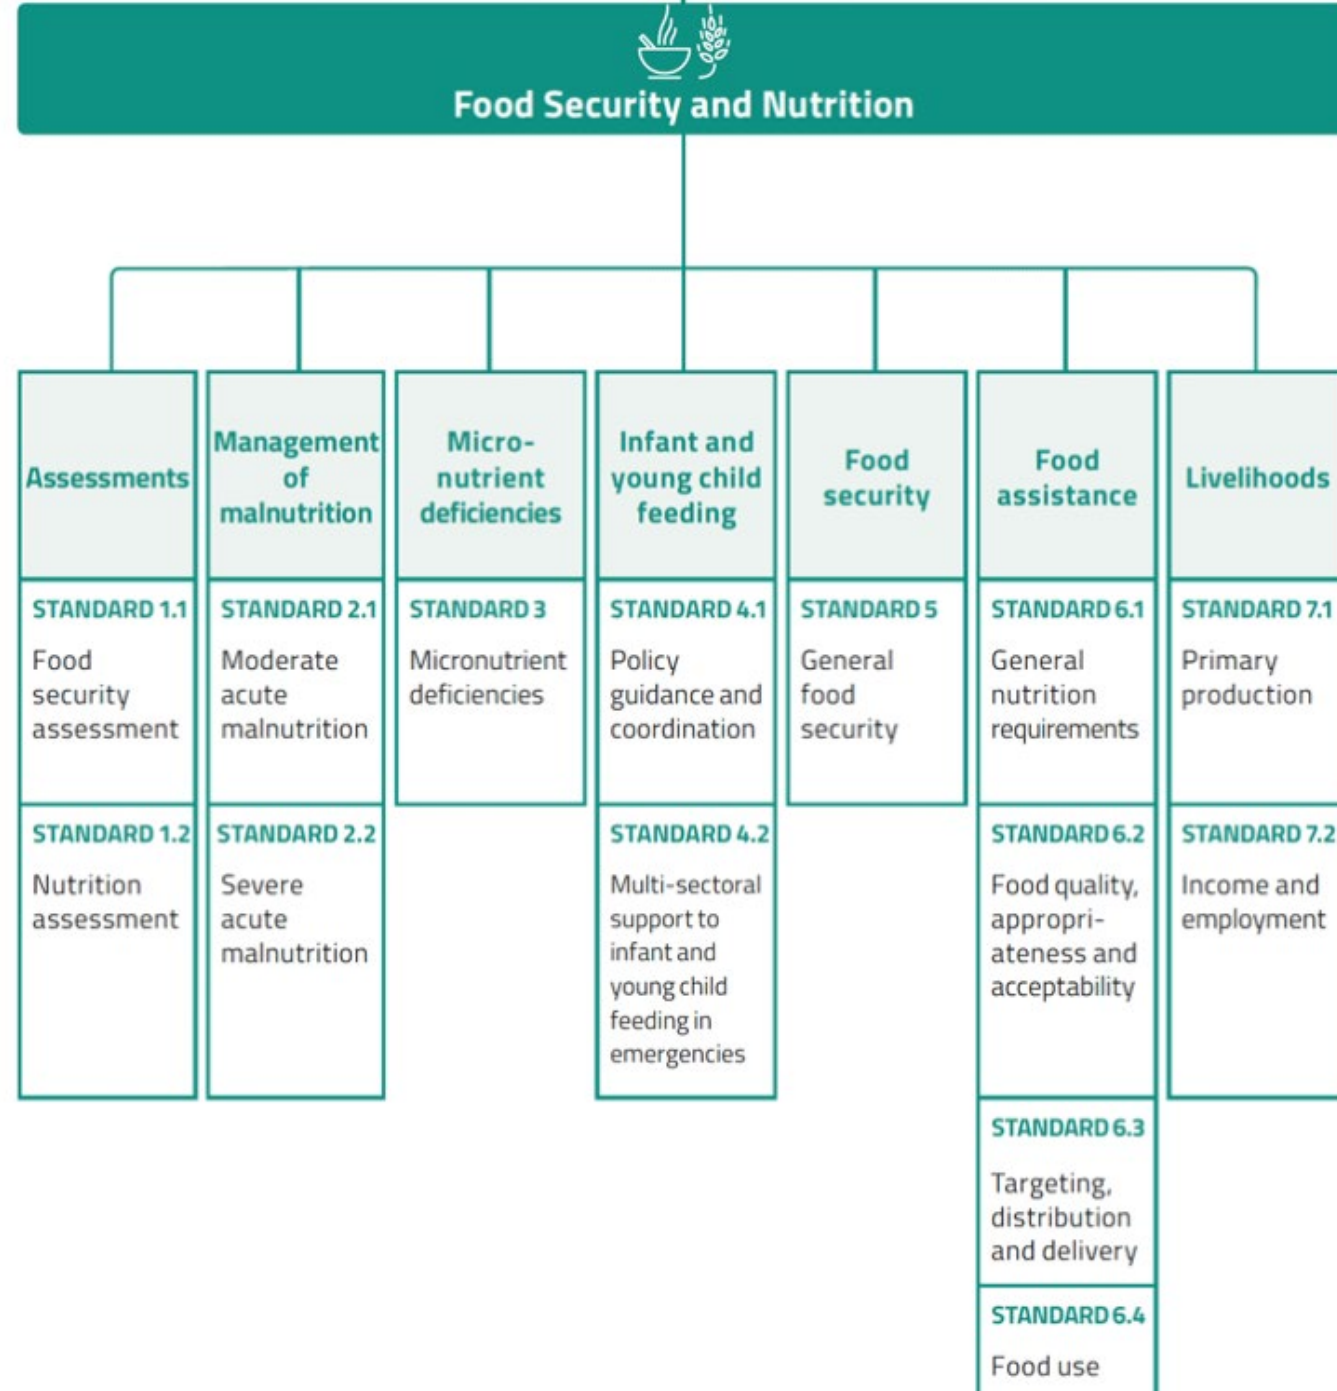 Food Security and Nutrition
Assessments
STANDARD 1.1
Food
security
assessment
STANDARD 1.2
Nutrition
assessment
Management
of
malnutrition
STANDARD 2.1
Moderate
acute
malnutrition
STANDARD 2.2
Severe
acute
malnutrition
Micro-
nutrient
deficiencies
STANDARD 3
Micronutrient
deficiencies
Infant and
young child
feeding
STANDARD 4.1
Policy
guidance and
coordination
STANDARD 4.2
Multi-sectoral
support to
infant and
young child
feeding in
emergencies
Food
security
STANDARD 5
General
food
security
Food
assistance
STANDARD 6.1
General
nutrition
requirements
STANDARD 6.2
Food quality,
appropri-
ateness and
acceptability
STANDARD 6.3
Targeting,
distribution
and delivery
STANDARD 6.4
Food use
Livelihoods
STANDARD 7.1
Primary
production
STANDARD 7.2
Income and
employment